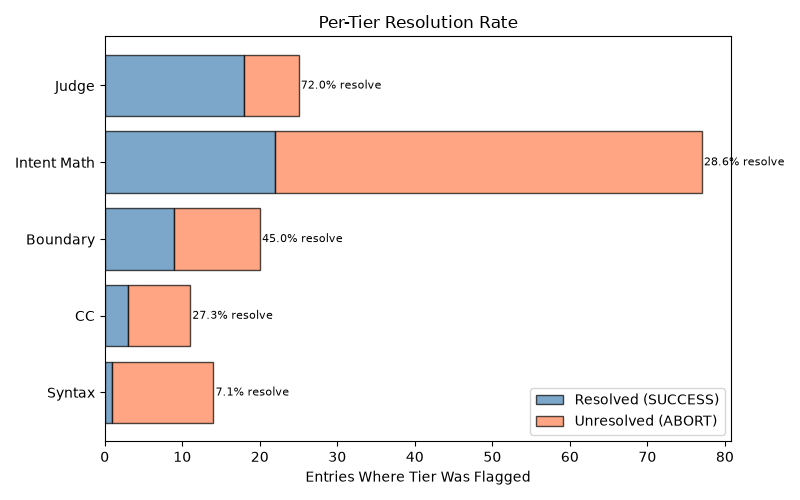 Per-Tier Resolution Rate
Judge
72.0% resolve
Intent Math
28.6% resolve
Boundary
45.0% resolve
CC
27.3% resolve
Syntax
7.1% resolve
Resolved (SUCCESS)
Unresolved (ABORT)
0 10 20 30 40 50 60 70 80
Entries Where Tier Was Flagged